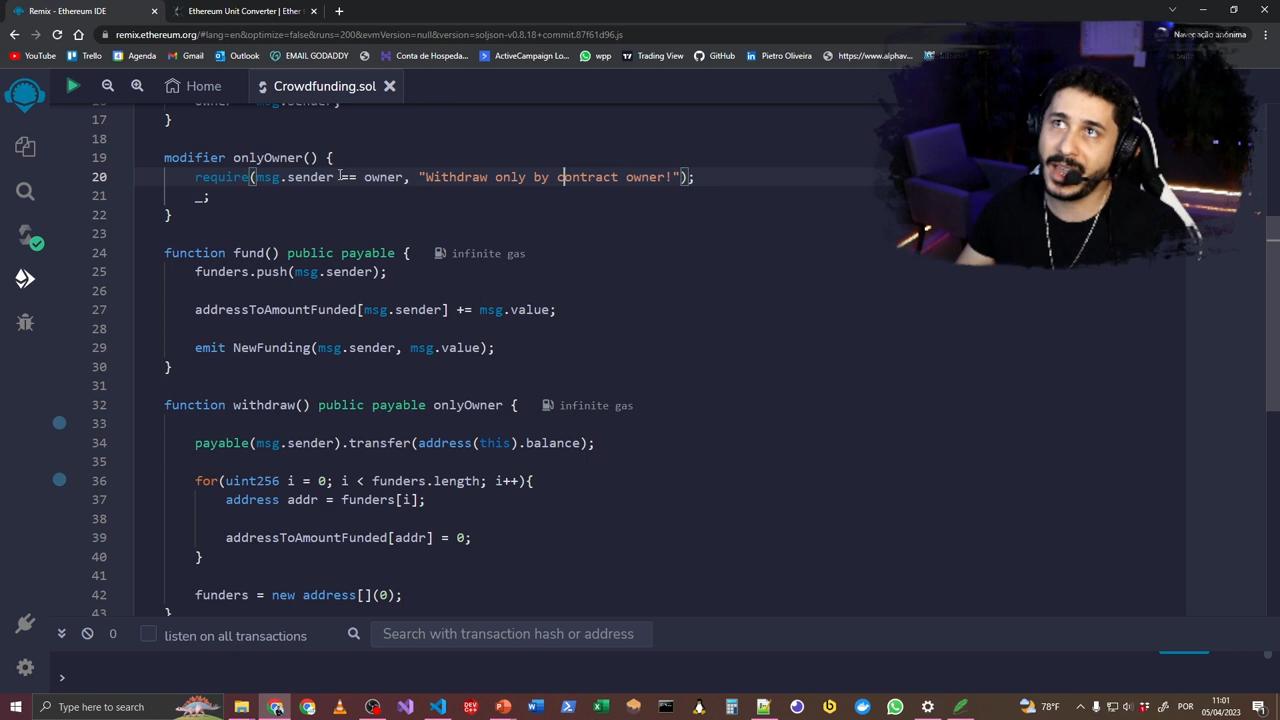 Remix - Ethereum IDE
Ethereum Unit Converter | Ether
remix.ethereum.org/#lang=en&optimize=false&runs=200&evmVersion=null&version=soljson-v0.8.18+commit.87f61d96.js
Navegação anônima
YouTube
Trello
Agenda
Gmail
Outlook
EMAIL GODADDY
Conta de Hospeda...
ActiveCampaign Lo...
wpp
Trading View
GitHub
Pietro Oliveira
https://www.alphav...
Home
Crowdfunding.sol
17 }
18
19 modifier onlyOwner() {
20 require(msg.sender == owner, "Withdraw only by contract owner!");
21 _;
22 }
23
24 function fund() public payable { infinite gas
25 funders.push(msg.sender);
26
27 addressToAmountFunded[msg.sender] += msg.value;
28
29 emit NewFunding(msg.sender, msg.value);
30 }
31
32 function withdraw() public payable onlyOwner { infinite gas
33
34 payable(msg.sender).transfer(address(this).balance);
35
36 for(uint256 i = 0; i < funders.length; i++){
37 address addr = funders[i];
38
39 addressToAmountFunded[addr] = 0;
40 }
41
42 funders = new address[](0);
43 }
0
listen on all transactions
Search with transaction hash or address
>
Type here to search
78°F
POR
11:01
05/04/2023